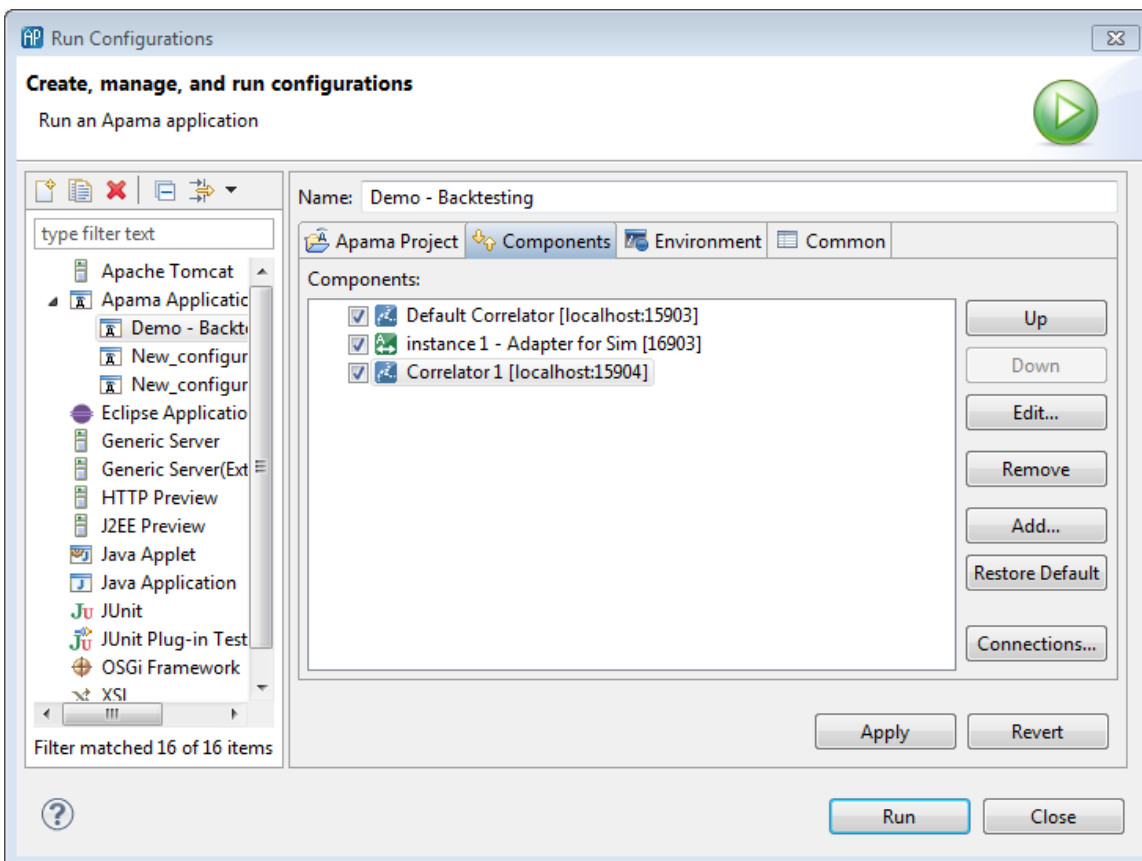 Run Configurations
Create, manage, and run configurations
Run an Apama application
Name: Demo - Backtesting
type filter text
Apama Project Components Environment Common
Apache Tomcat
Apama Applicatic
Demo - Backt
New_configur
New_configur
Eclipse Applicatio
Generic Server
Generic Server(Ext
HTTP Preview
J2EE Preview
Java Applet
Java Application
JUnit
JUnit Plug-in Test
OSGi Framework
XSL
Filter matched 16 of 16 items
Components:
Default Correlator [localhost:15903]
instance 1 - Adapter for Sim [16903]
Correlator 1 [localhost:15904]
Up
Down
Edit...
Remove
Add...
Restore Default
Connections...
Apply Revert
Run Close